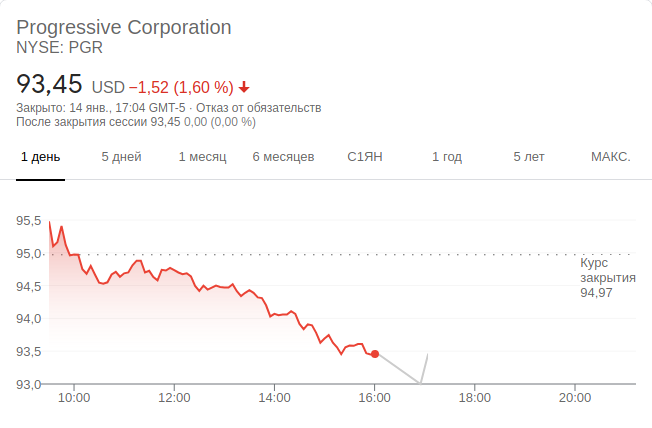 Progressive Corporation
NYSE: PGR
93,45 USD −1,52 (1,60 %)
Закрыто: 14 янв., 17:04 GMT-5 · Отказ от обязательств
После закрытия сессии 93,45 0,00 (0,00 %)
1 день 5 дней 1 месяц 6 месяцев С1ЯН 1 год 5 лет МАКС.
95,5
95,0
94,5
94,0
93,5
93,0
Курс
закрытия
94,97
10:00 12:00 14:00 16:00 18:00 20:00